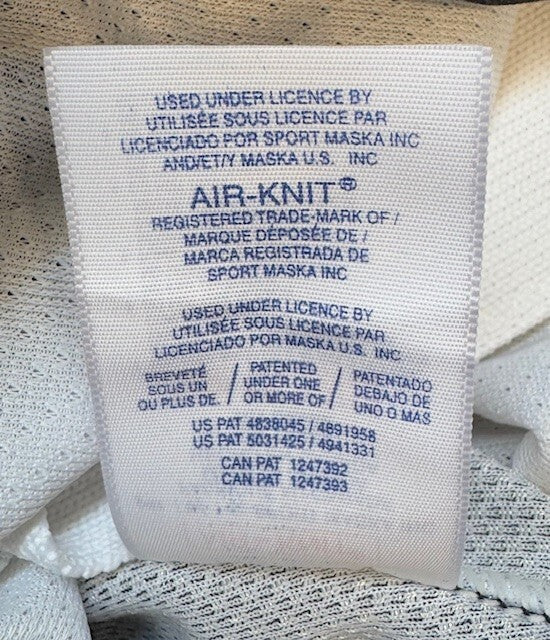 USED UNDER LICENCE BY
UTILISÉE SOUS LICENCE PAR
LICENCIADO POR SPORT MASKA INC
AND/ET/Y MASKA U.S. INC
AIR-KNIT®
REGISTERED TRADE-MARK OF /
MARQUE DÉPOSÉE DE /
MARCA REGISTRADA DE
SPORT MASKA INC
USED UNDER LICENCE BY
UTILISÉE SOUS LICENCE PAR
LICENCIADO POR MASKA U.S. INC
BREVETÉ SOUS UN OU PLUS DE. / PATENTED UNDER ONE OR MORE OF / PATENTADO DEBAJO DE UNO O MAS
US PAT 4838045 / 4891958
US PAT 5031425 / 4941331
CAN PAT 1247392
CAN PAT 1247393